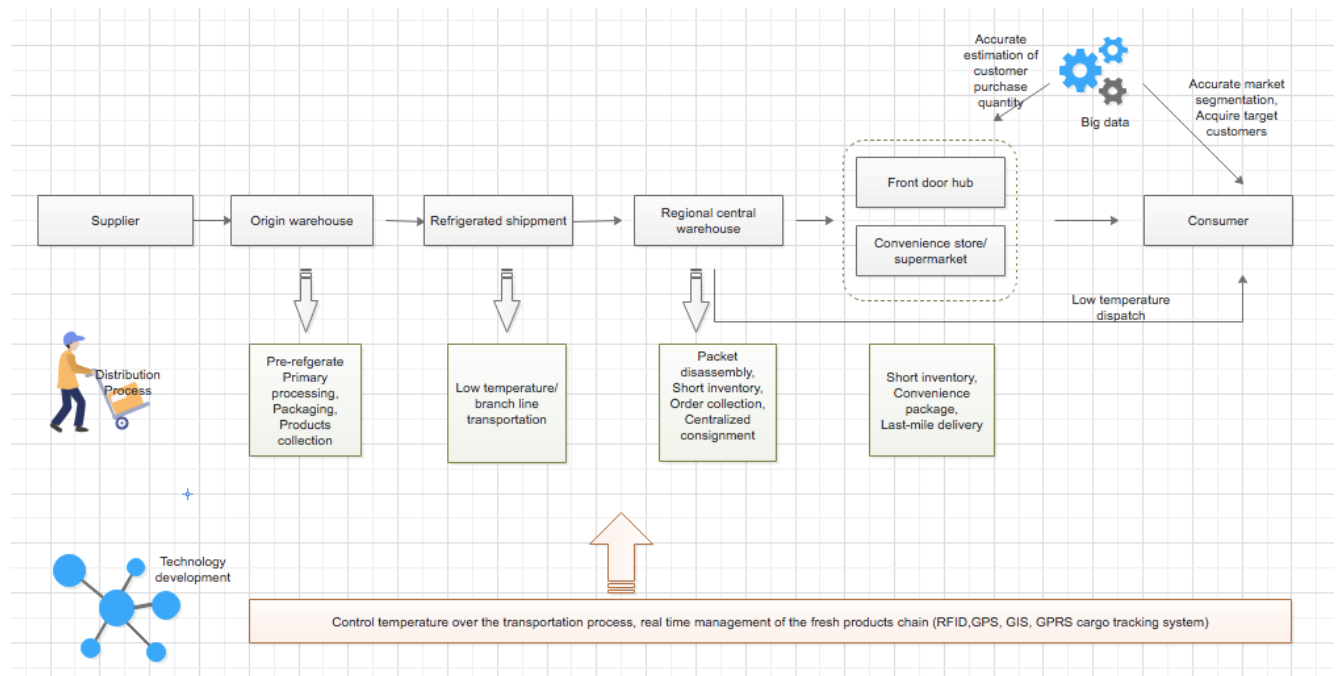 Accurate
estimation of
customer
purchase
quantity
Big data
Accurate market
segmentation,
Acquire target
customers
Supplier
Origin warehouse
Refrigerated shippment
Regional central
warehouse
Front door hub
Convenience store/
supermarket
Consumer
Low temperature
dispatch
Distribution
Process
Pre-refgerate
Primary
processing,
Packaging,
Products
collection
Low temperature/
branch line
transportation
Packet
disassembly,
Short inventory,
Order collection,
Centralized
consignment
Short inventory,
Convenience
package,
Last-mile delivery
Technology
development
Control temperature over the transportation process, real time management of the fresh products chain (RFID,GPS, GIS, GPRS cargo tracking system)